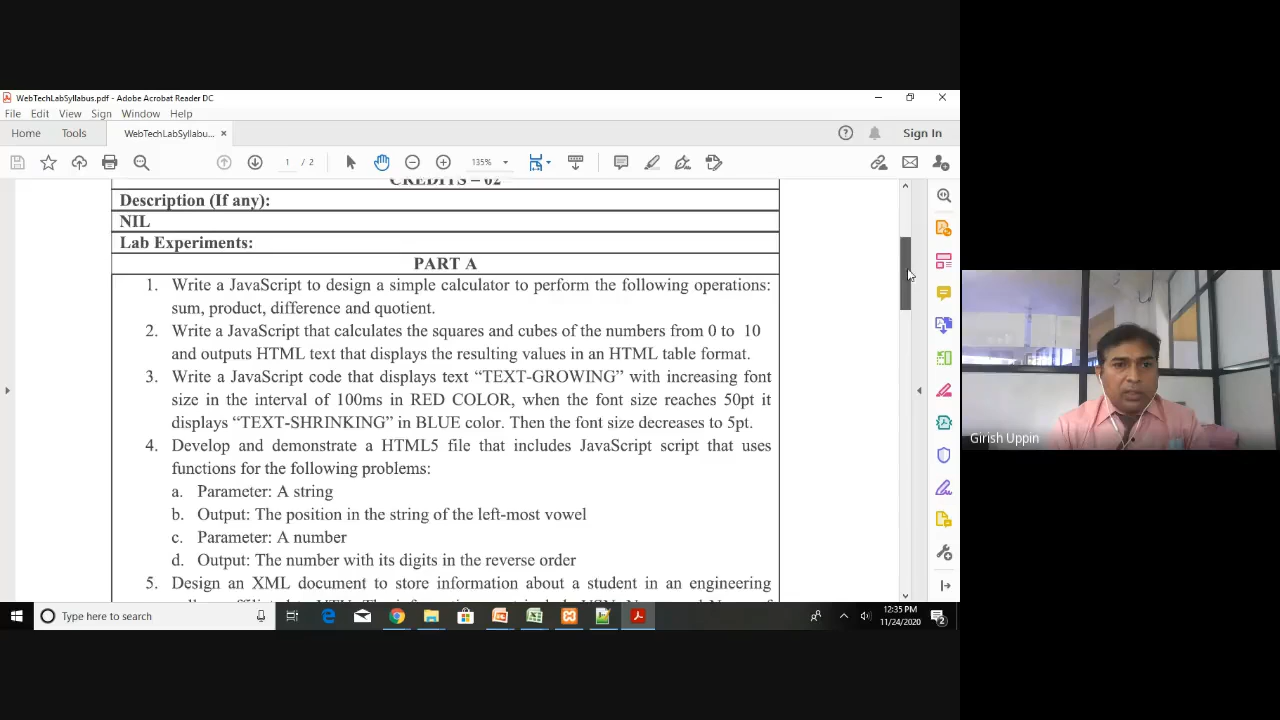 WebTechLabSyllabus.pdf - Adobe Acrobat Reader DC
File Edit View Sign Window Help
Home Tools WebTechLabSyllabu... × Sign In
1 / 2 135%
CREDITS – 02
Description (If any):
NIL
Lab Experiments:
PART A
1. Write a JavaScript to design a simple calculator to perform the following operations:
sum, product, difference and quotient.
2. Write a JavaScript that calculates the squares and cubes of the numbers from 0 to 10
and outputs HTML text that displays the resulting values in an HTML table format.
3. Write a JavaScript code that displays text “TEXT-GROWING” with increasing font
size in the interval of 100ms in RED COLOR, when the font size reaches 50pt it
displays “TEXT-SHRINKING” in BLUE color. Then the font size decreases to 5pt.
4. Develop and demonstrate a HTML5 file that includes JavaScript script that uses
functions for the following problems:
a. Parameter: A string
b. Output: The position in the string of the left-most vowel
c. Parameter: A number
d. Output: The number with its digits in the reverse order
5. Design an XML document to store information about a student in an engineering
Girish Uppin
Type here to search
12:35 PM
11/24/2020
2